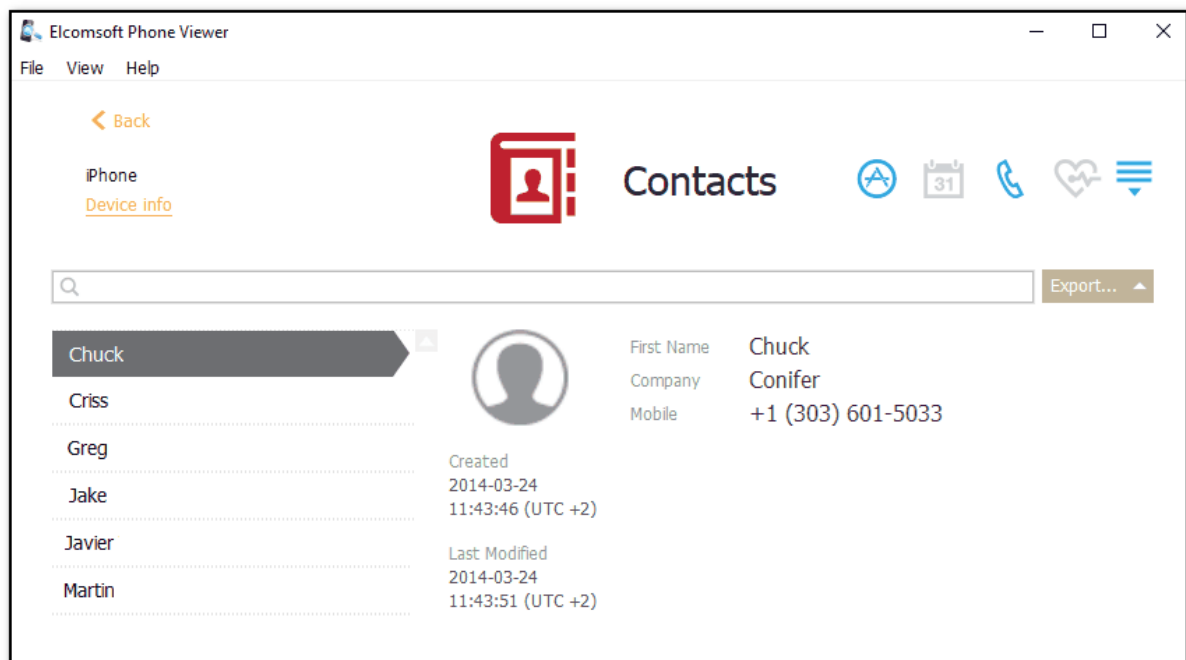 Elcomsoft Phone Viewer
File View Help
Back
iPhone
Device info
Contacts
31
Export...
Chuck
Criss
Greg
Jake
Javier
Martin
First Name Chuck
Company Conifer
Mobile +1 (303) 601-5033
Created
2014-03-24
11:43:46 (UTC +2)
Last Modified
2014-03-24
11:43:51 (UTC +2)